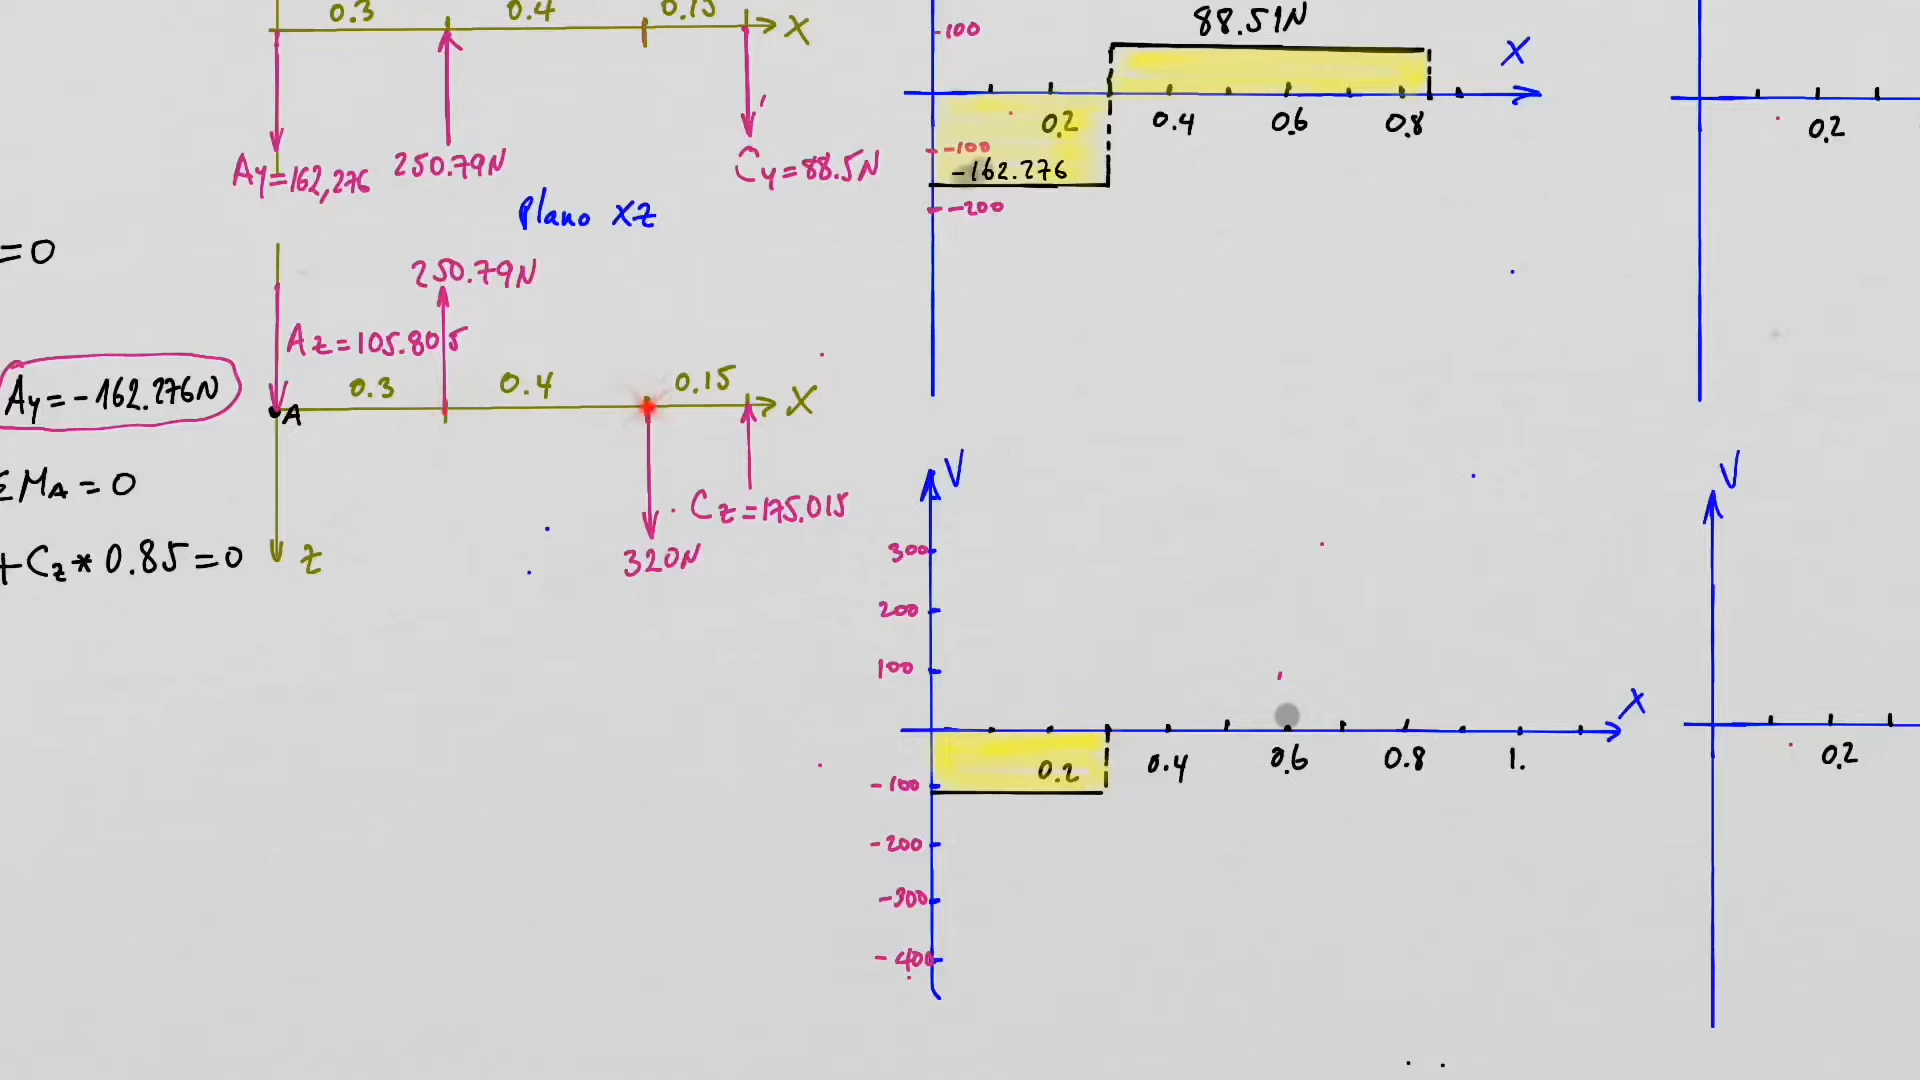 0.3 0.4 0.15 X
Ay=162,276 250.79N Cy=88.5N
Plano XZ
=0
250.79N
Az=105.805
0.3 0.4 0.15 X
Ay=-162.276N
A
ΣMA=0
Cz=175.015
+Cz*0.85=0
Z
320N
88.51N
100
X
0.2 0.4 0.6 0.8
-100
-162.276
-200
0.2
V
300
200
100
X
0.2 0.4 0.6 0.8 1.
-100
-200
-300
-400
V
0.2